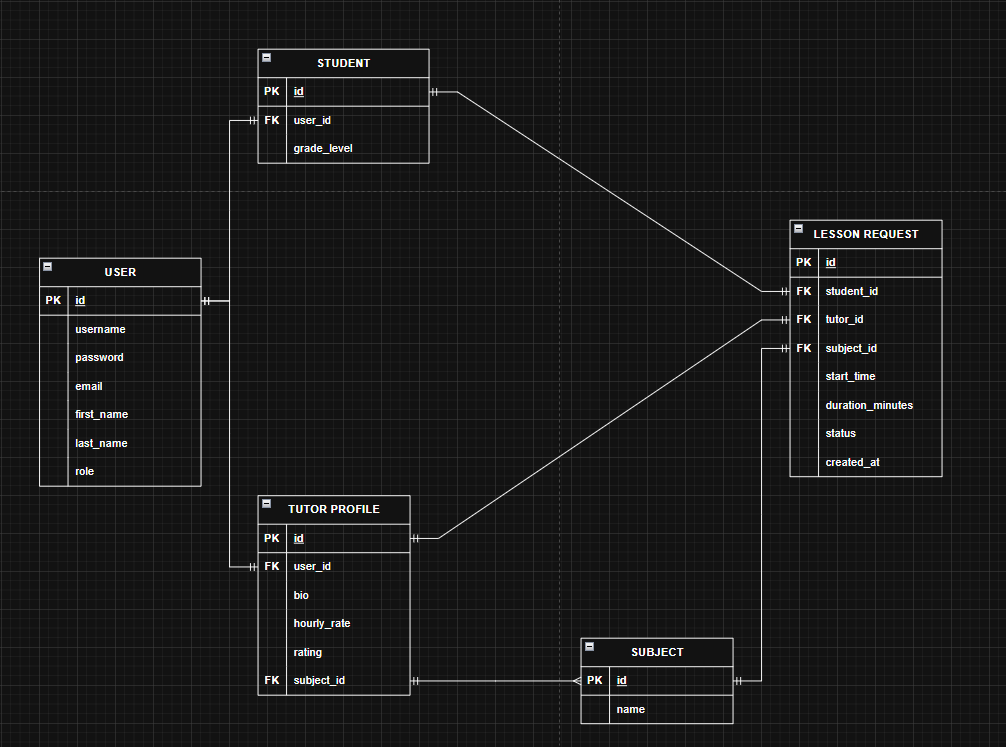 STUDENT
PK id
FK user_id
grade_level
USER
PK id
username
password
email
first_name
last_name
role
LESSON REQUEST
PK id
FK student_id
FK tutor_id
FK subject_id
start_time
duration_minutes
status
created_at
TUTOR PROFILE
PK id
FK user_id
bio
hourly_rate
rating
FK subject_id
SUBJECT
PK id
name